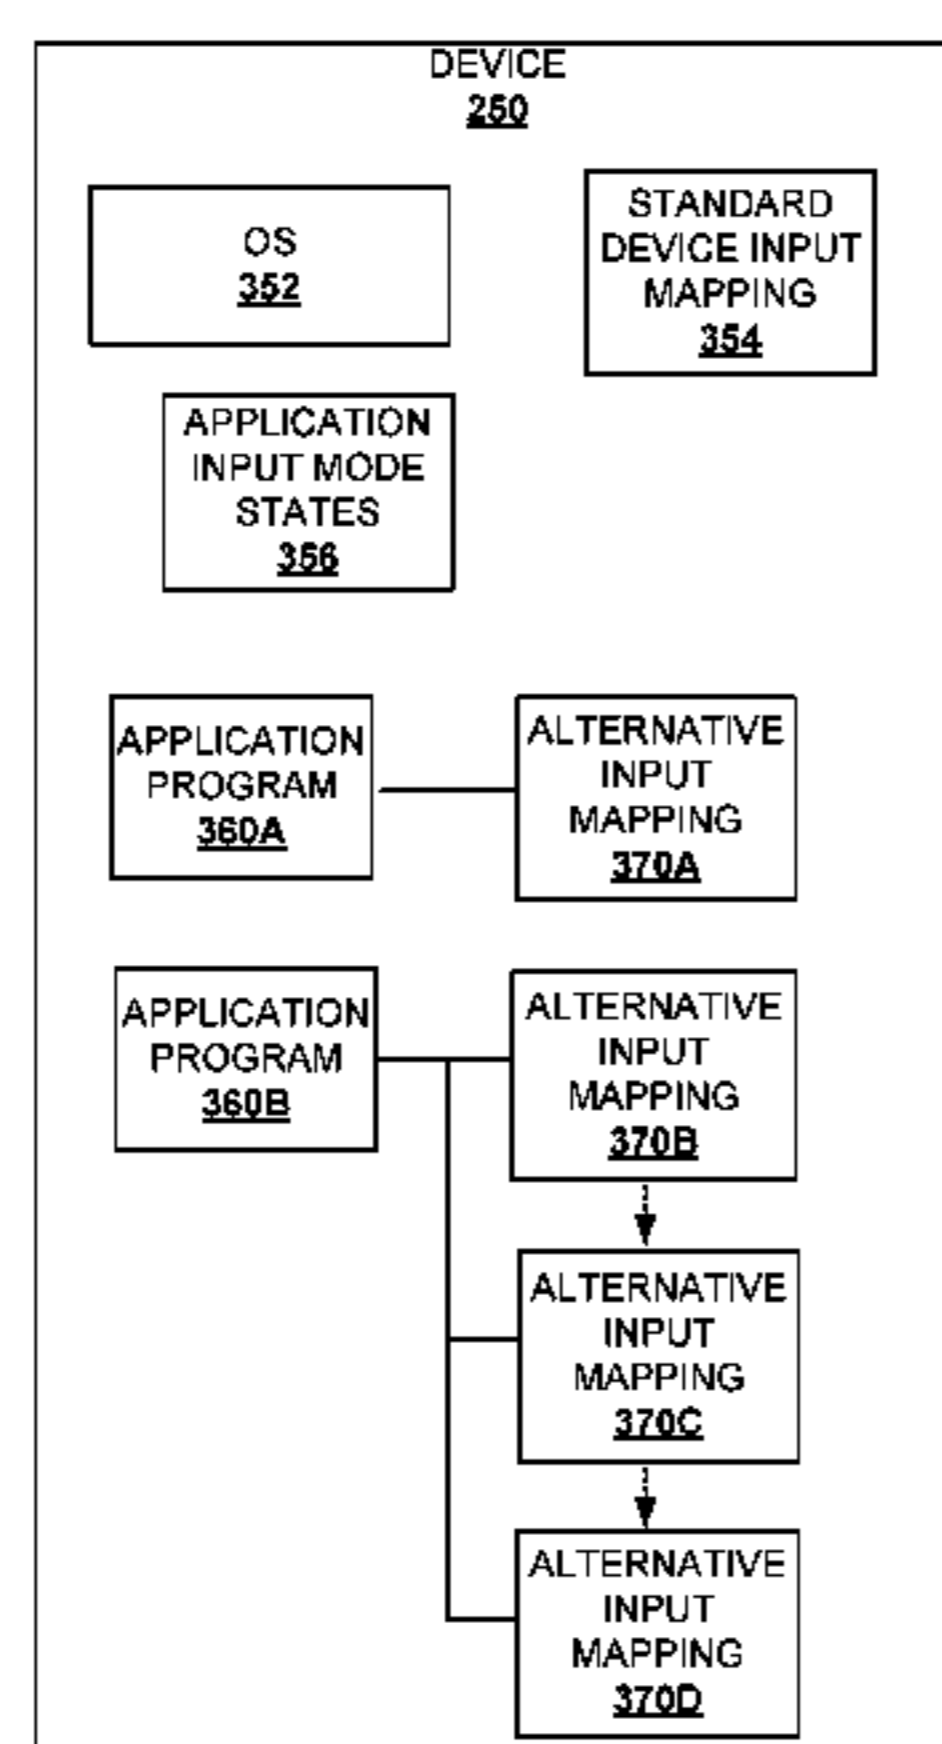 DEVICE
250
OS
352
STANDARD
DEVICE INPUT
MAPPING
354
APPLICATION
INPUT MODE
STATES
356
APPLICATION
PROGRAM
360A
ALTERNATIVE
INPUT
MAPPING
370A
APPLICATION
PROGRAM
360B
ALTERNATIVE
INPUT
MAPPING
370B
ALTERNATIVE
INPUT
MAPPING
370C
ALTERNATIVE
INPUT
MAPPING
370D